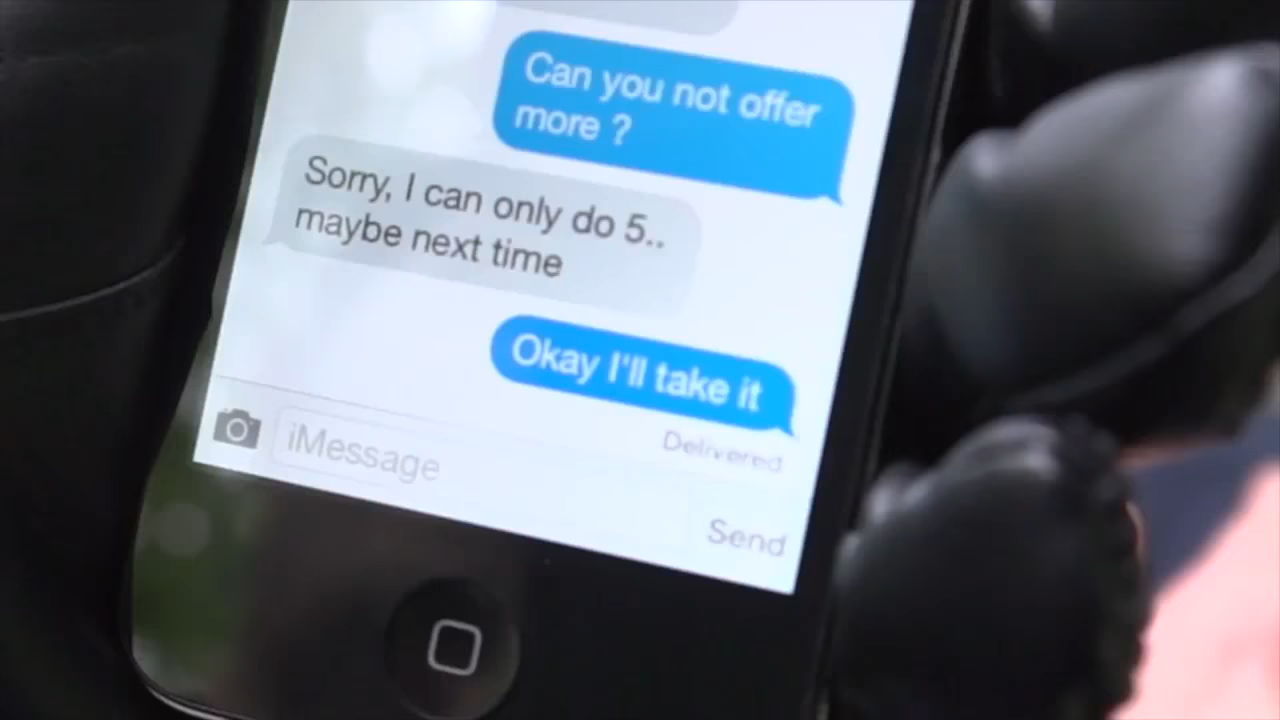 Can you not offer
more ?
Sorry, I can only do 5..
maybe next time
Okay I'll take it
Delivered
iMessage
Send